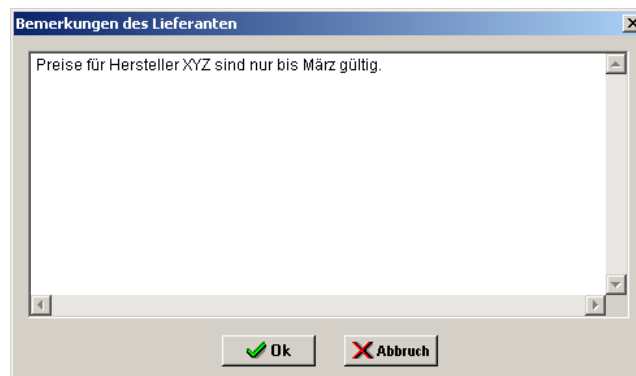 Bemerkungen des Lieferanten
Preise für Hersteller XYZ sind nur bis März gültig.
Ok
Abbruch